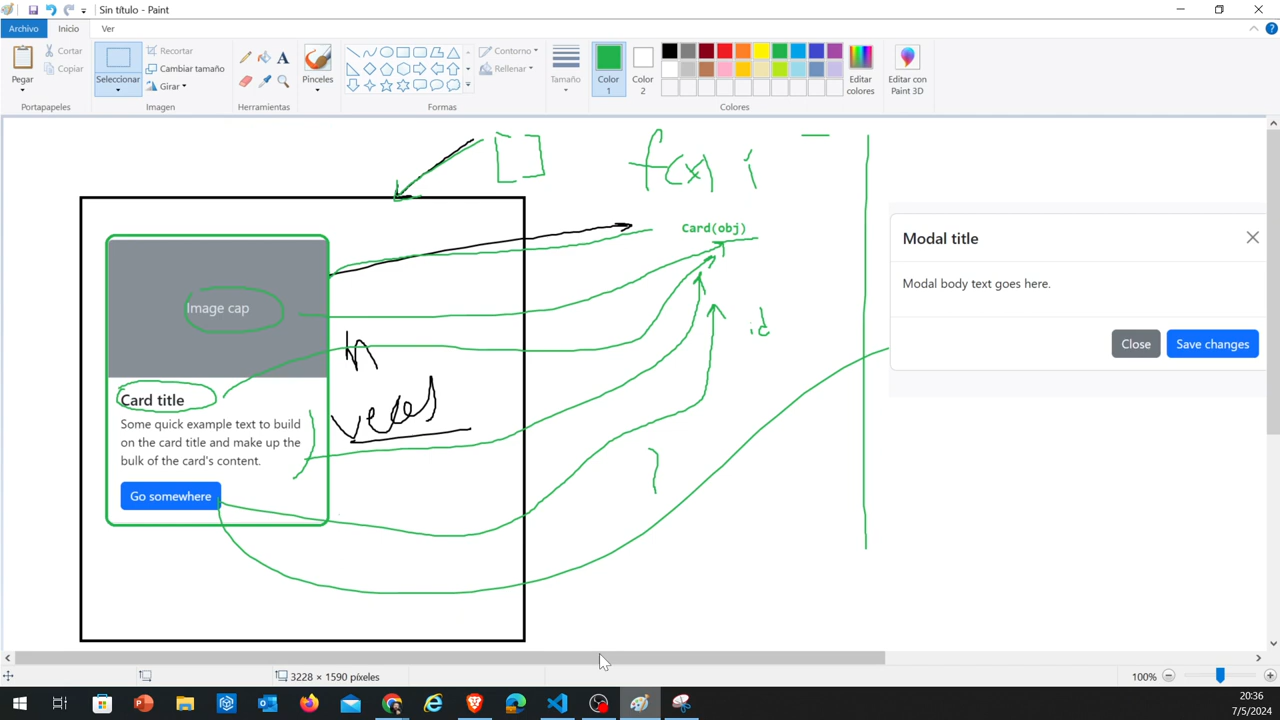 Sin título - Paint
Archivo Inicio Ver
Pegar
Cortar
Copiar
Portapapeles
Seleccionar
Recortar
Cambiar tamaño
Girar
Imagen
Herramientas
Pinceles
Contorno
Rellenar
Formas
Tamaño
Color 1
Color 2
Editar colores
Colores
Editar con Paint 3D
[] f(x) i
Card(obj)
Image cap
id
n
veces
Card title
Some quick example text to build
on the card title and make up the
bulk of the card's content.
Go somewhere
Modal title
Modal body text goes here.
Close Save changes
3228 × 1590 píxeles 100%
20:36
7/5/2024